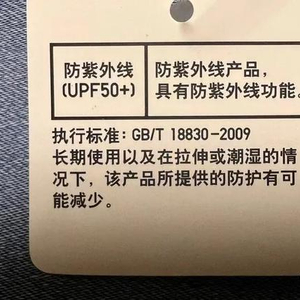 防紫外线
(UPF50+)
防紫外线产品，
具有防紫外线功能。
执行标准：GB/T 18830-2009
长期使用以及在拉伸或潮湿的情
况下，该产品所提供的防护有可
能减少。